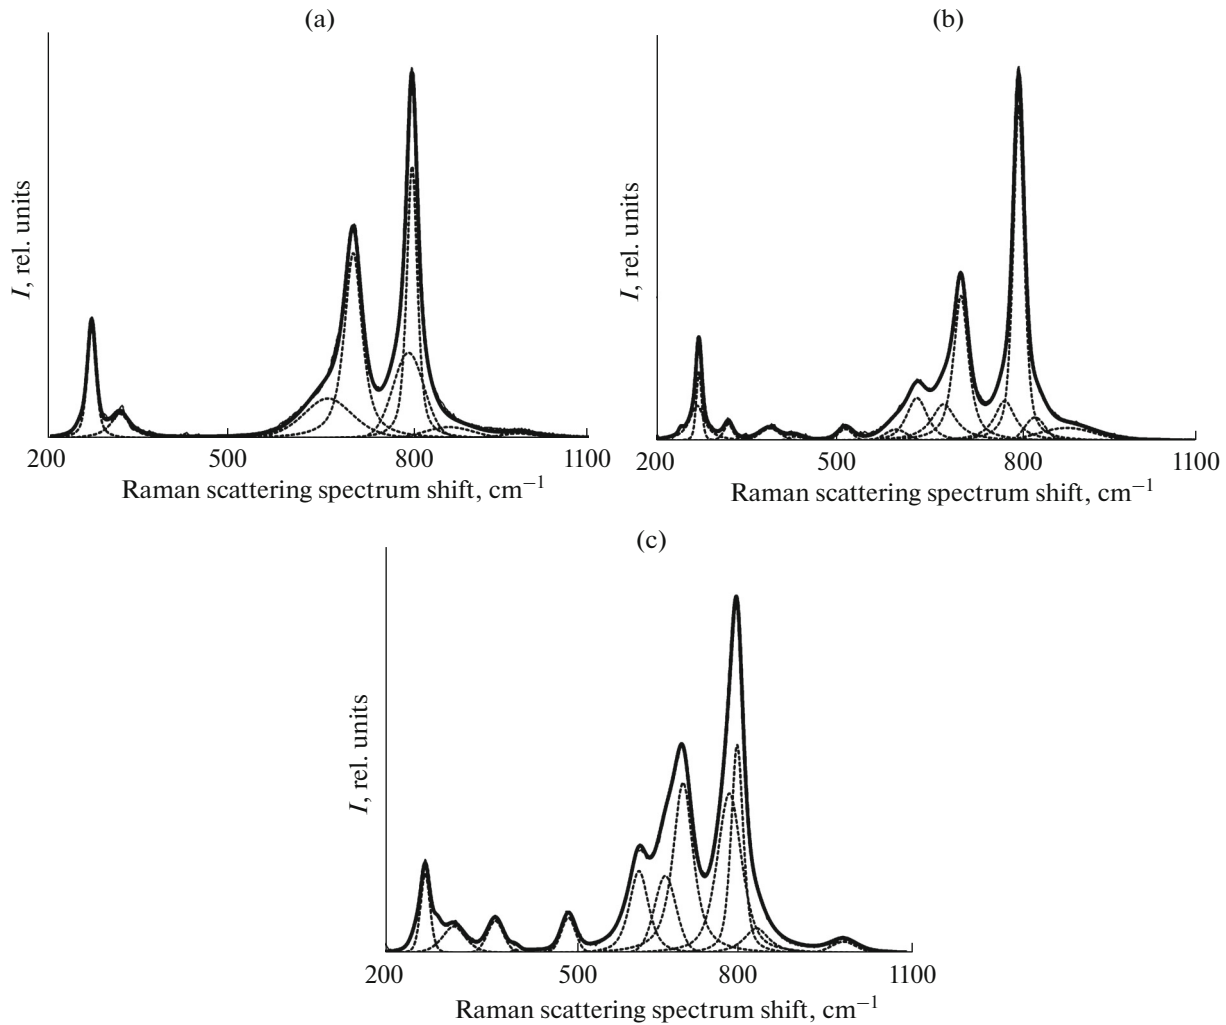 (a)
I, rel. units
200 500 800 1100
Raman scattering spectrum shift, cm⁻¹
(b)
I, rel. units
200 500 800 1100
Raman scattering spectrum shift, cm⁻¹
(c)
I, rel. units
200 500 800 1100
Raman scattering spectrum shift, cm⁻¹